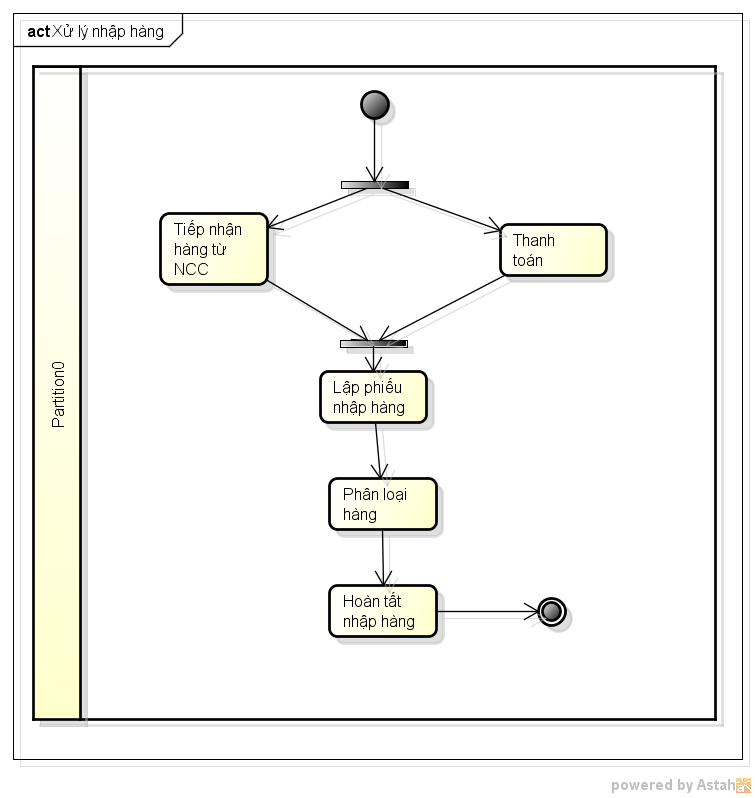 act Xử lý nhập hàng
Tiếp nhận
hàng từ
NCC
Thanh
toán
Partition0
Lập phiếu
nhập hàng
Phân loại
hàng
Hoàn tất
nhập hàng
powered by Astah